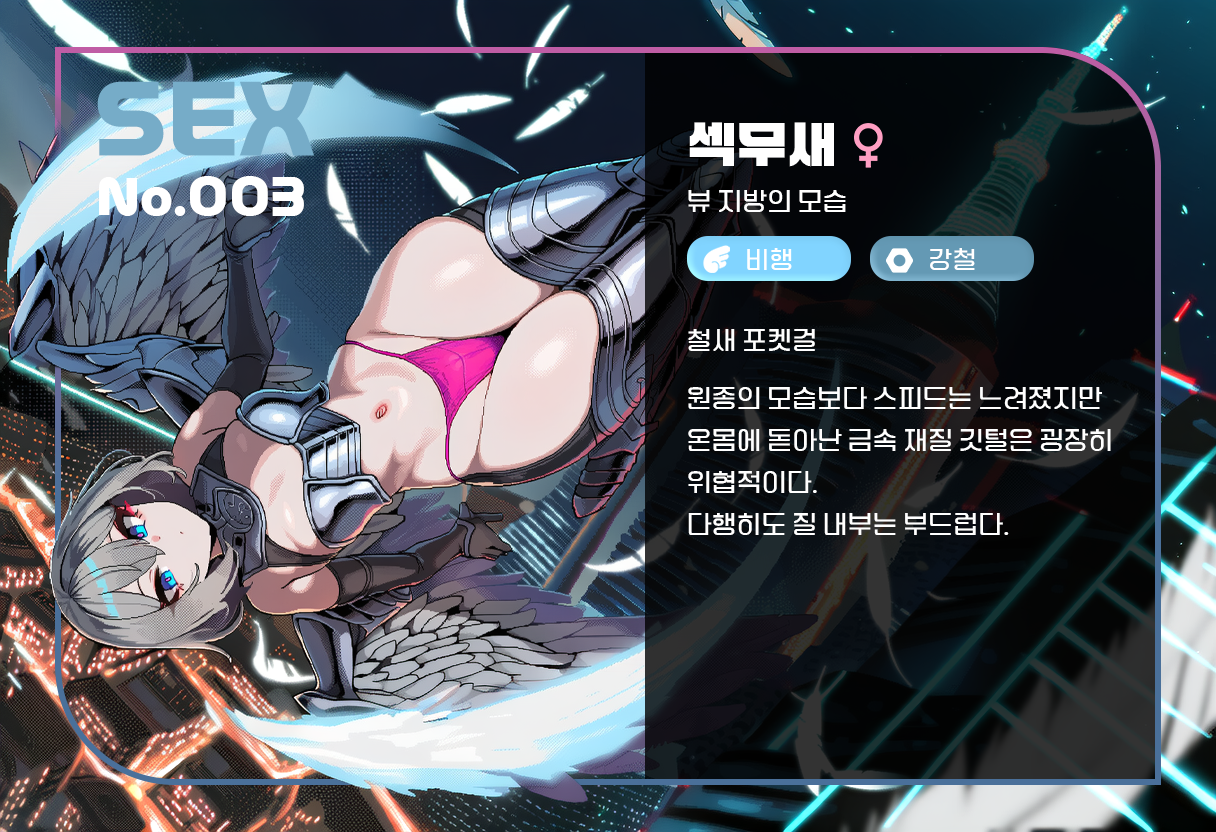 SEX
No.003
섹무새 ♀
뷰 지방의 모습
비행
강철
철새 포켓걸
원종의 모습보다 스피드는 느려졌지만
온몸에 돋아난 금속 재질 깃털은 굉장히
위협적이다.
다행히도 질 내부는 부드럽다.